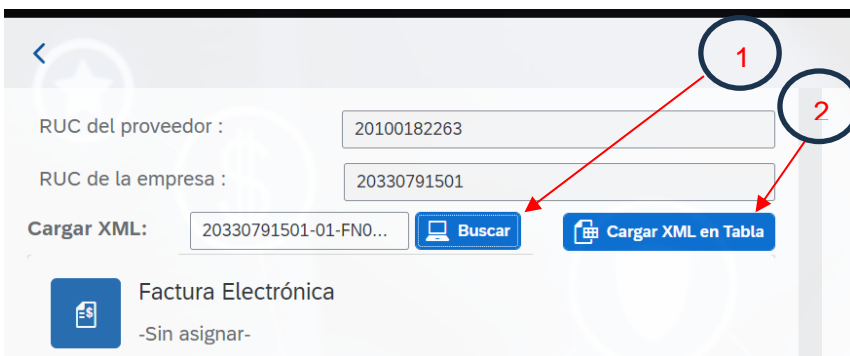 1
2
RUC del proveedor :
20100182263
RUC de la empresa :
20330791501
Cargar XML:
20330791501-01-FN0...
Buscar
Cargar XML en Tabla
Factura Electrónica
-Sin asignar-